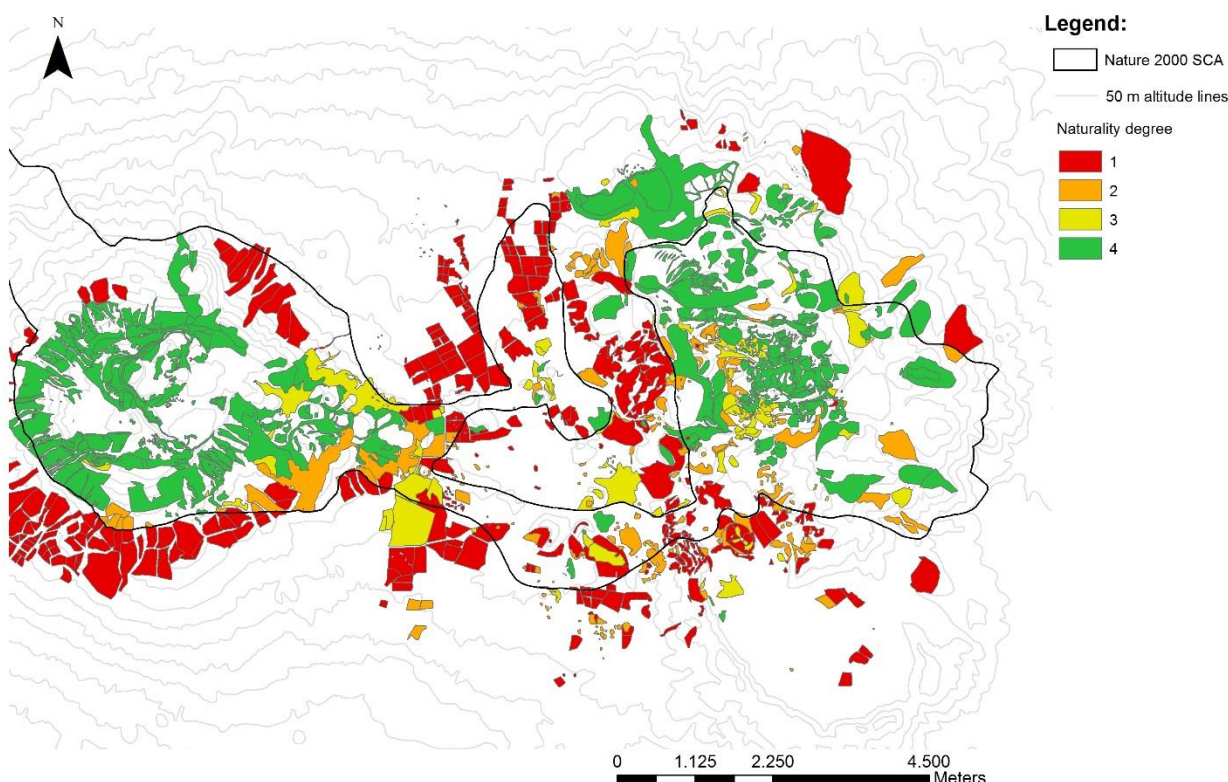 N
Legend:
Nature 2000 SCA
50 m altitude lines
Naturality degree
1
2
3
4
0 1.125 2.250 4.500
Meters